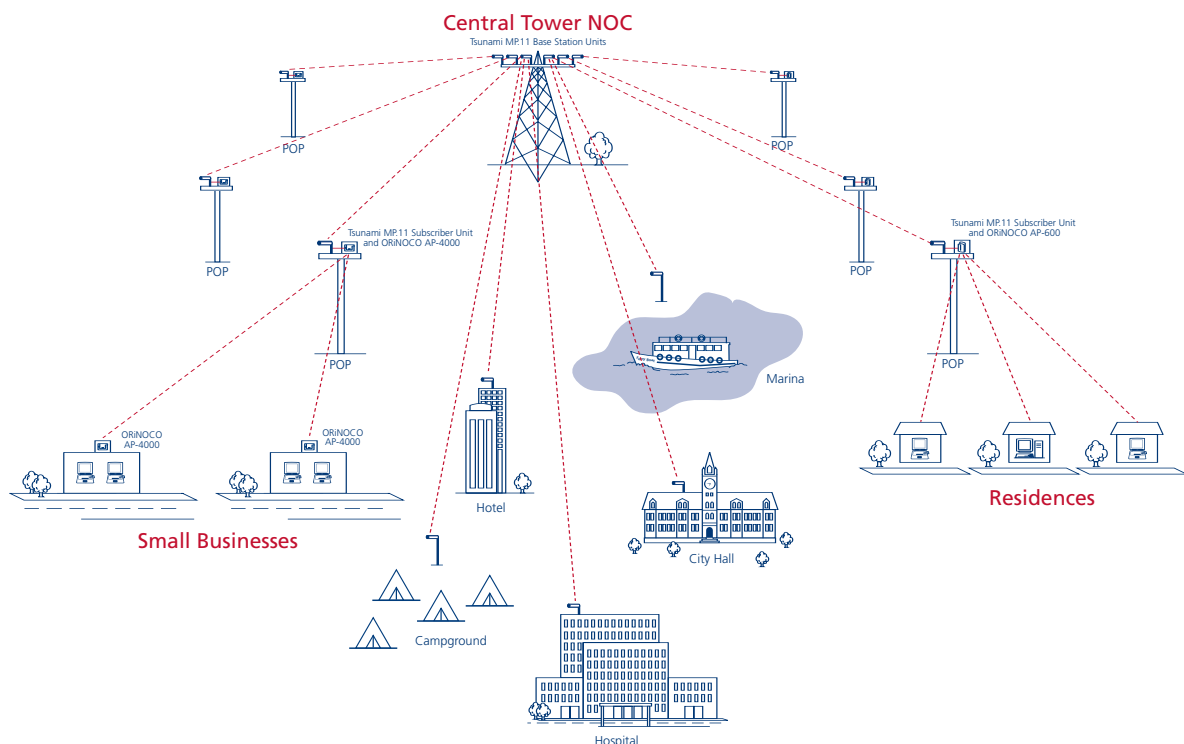 Central Tower NOC
Tsunami MP.11 Base Station Units
POP
POP
POP
POP
Tsunami MP.11 Subscriber Unit
and ORiNOCO AP-4000
Tsunami MP.11 Subscriber Unit
and ORiNOCO AP-600
POP
POP
Marina
ORiNOCO
AP-4000
ORiNOCO
AP-4000
Hotel
Residences
Small Businesses
City Hall
Campground
Hospital